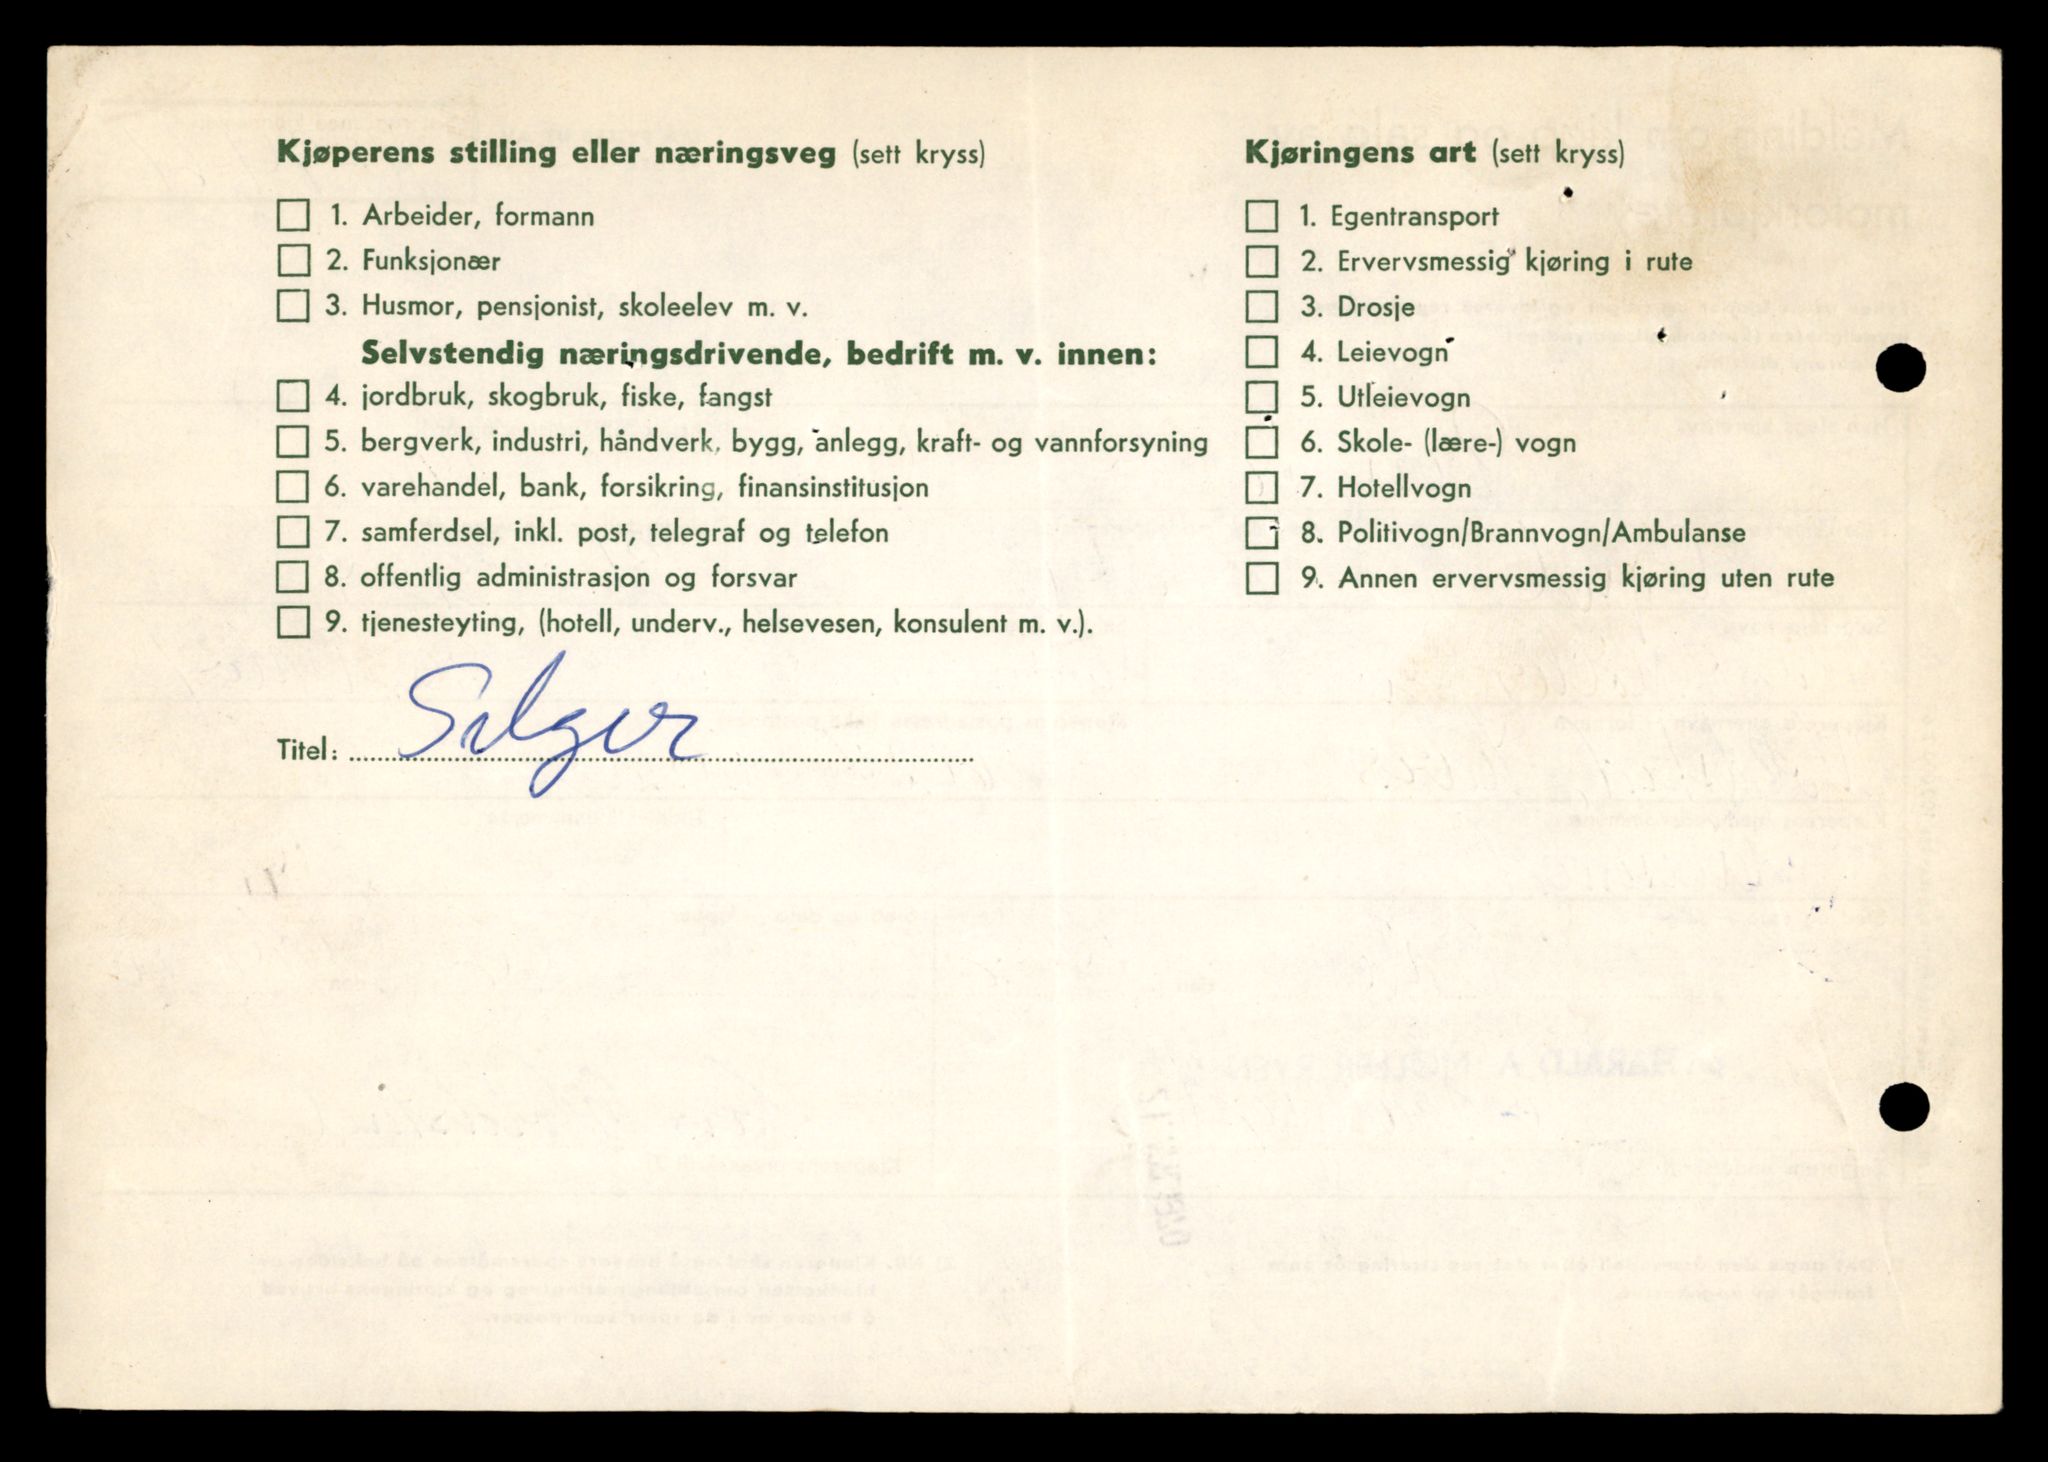 Kjøperens stilling eller næringsveg (sett kryss)
1. Arbeider, formann
2. Funksjonær
3. Husmor, pensjonist, skoleelev m. v.
Selvstendig næringsdrivende, bedrift m. v. innen:
4. jordbruk, skogbruk, fiske, fangst
5. bergverk, industri, håndverk, bygg, anlegg, kraft- og vannforsyning
6. varehandel, bank, forsikring, finansinstitusjon
7. samferdsel, inkl. post, telegraf og telefon
8. offentlig administrasjon og forsvar
9. tjenesteyting, (hotell, underv., helsevesen, konsulent m. v.).
Titel: Selger
Kjøringens art (sett kryss)
1. Egentransport
2. Ervervsmessig kjøring i rute
3. Drosje
4. Leievogn
5. Utleievogn
6. Skole- (lære-) vogn
7. Hotellvogn
8. Politivogn/Brannvogn/Ambulanse
9. Annen ervervsmessig kjøring uten rute